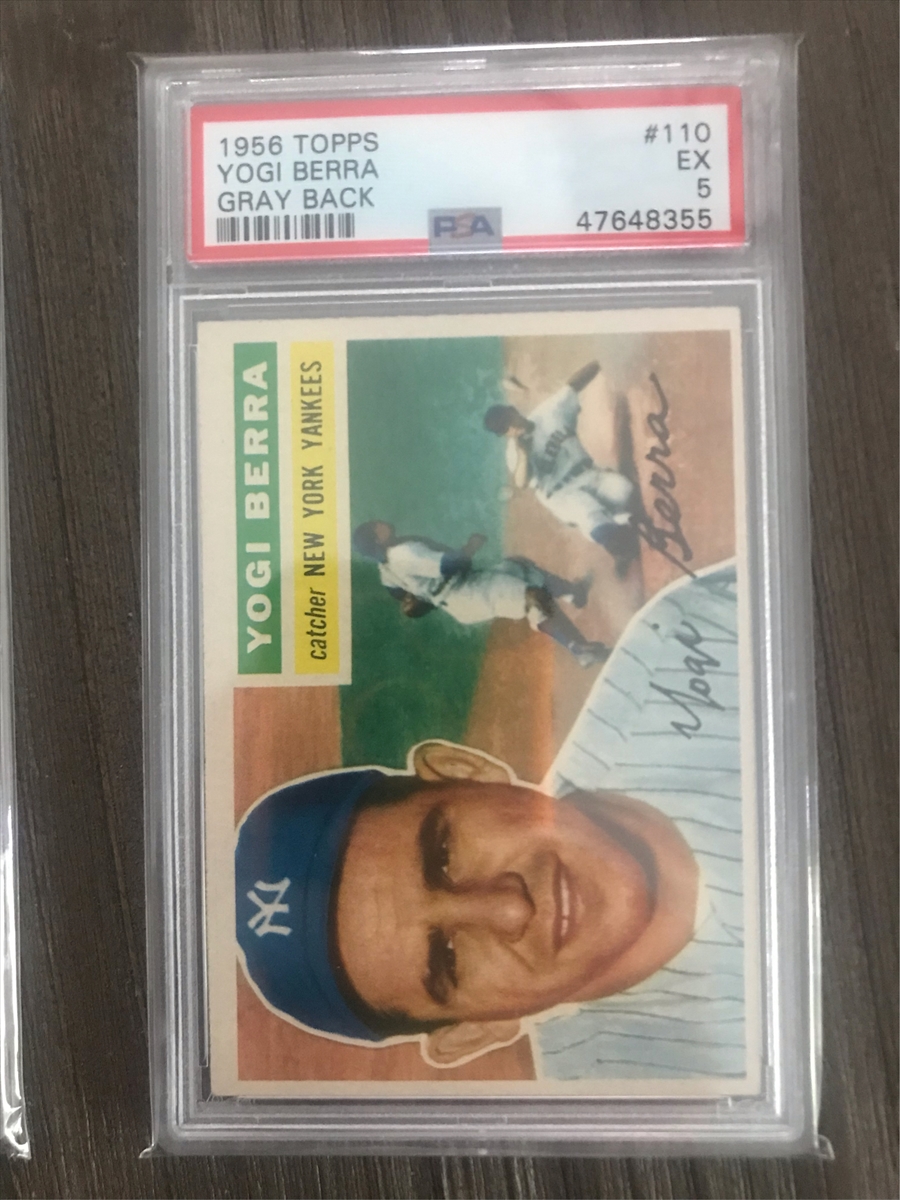 1956 TOPPS #110
YOGI BERRA EX
GRAY BACK 5
PSA 47648355
YOGI BERRA
catcher NEW YORK YANKEES
Yogi Berra
NY